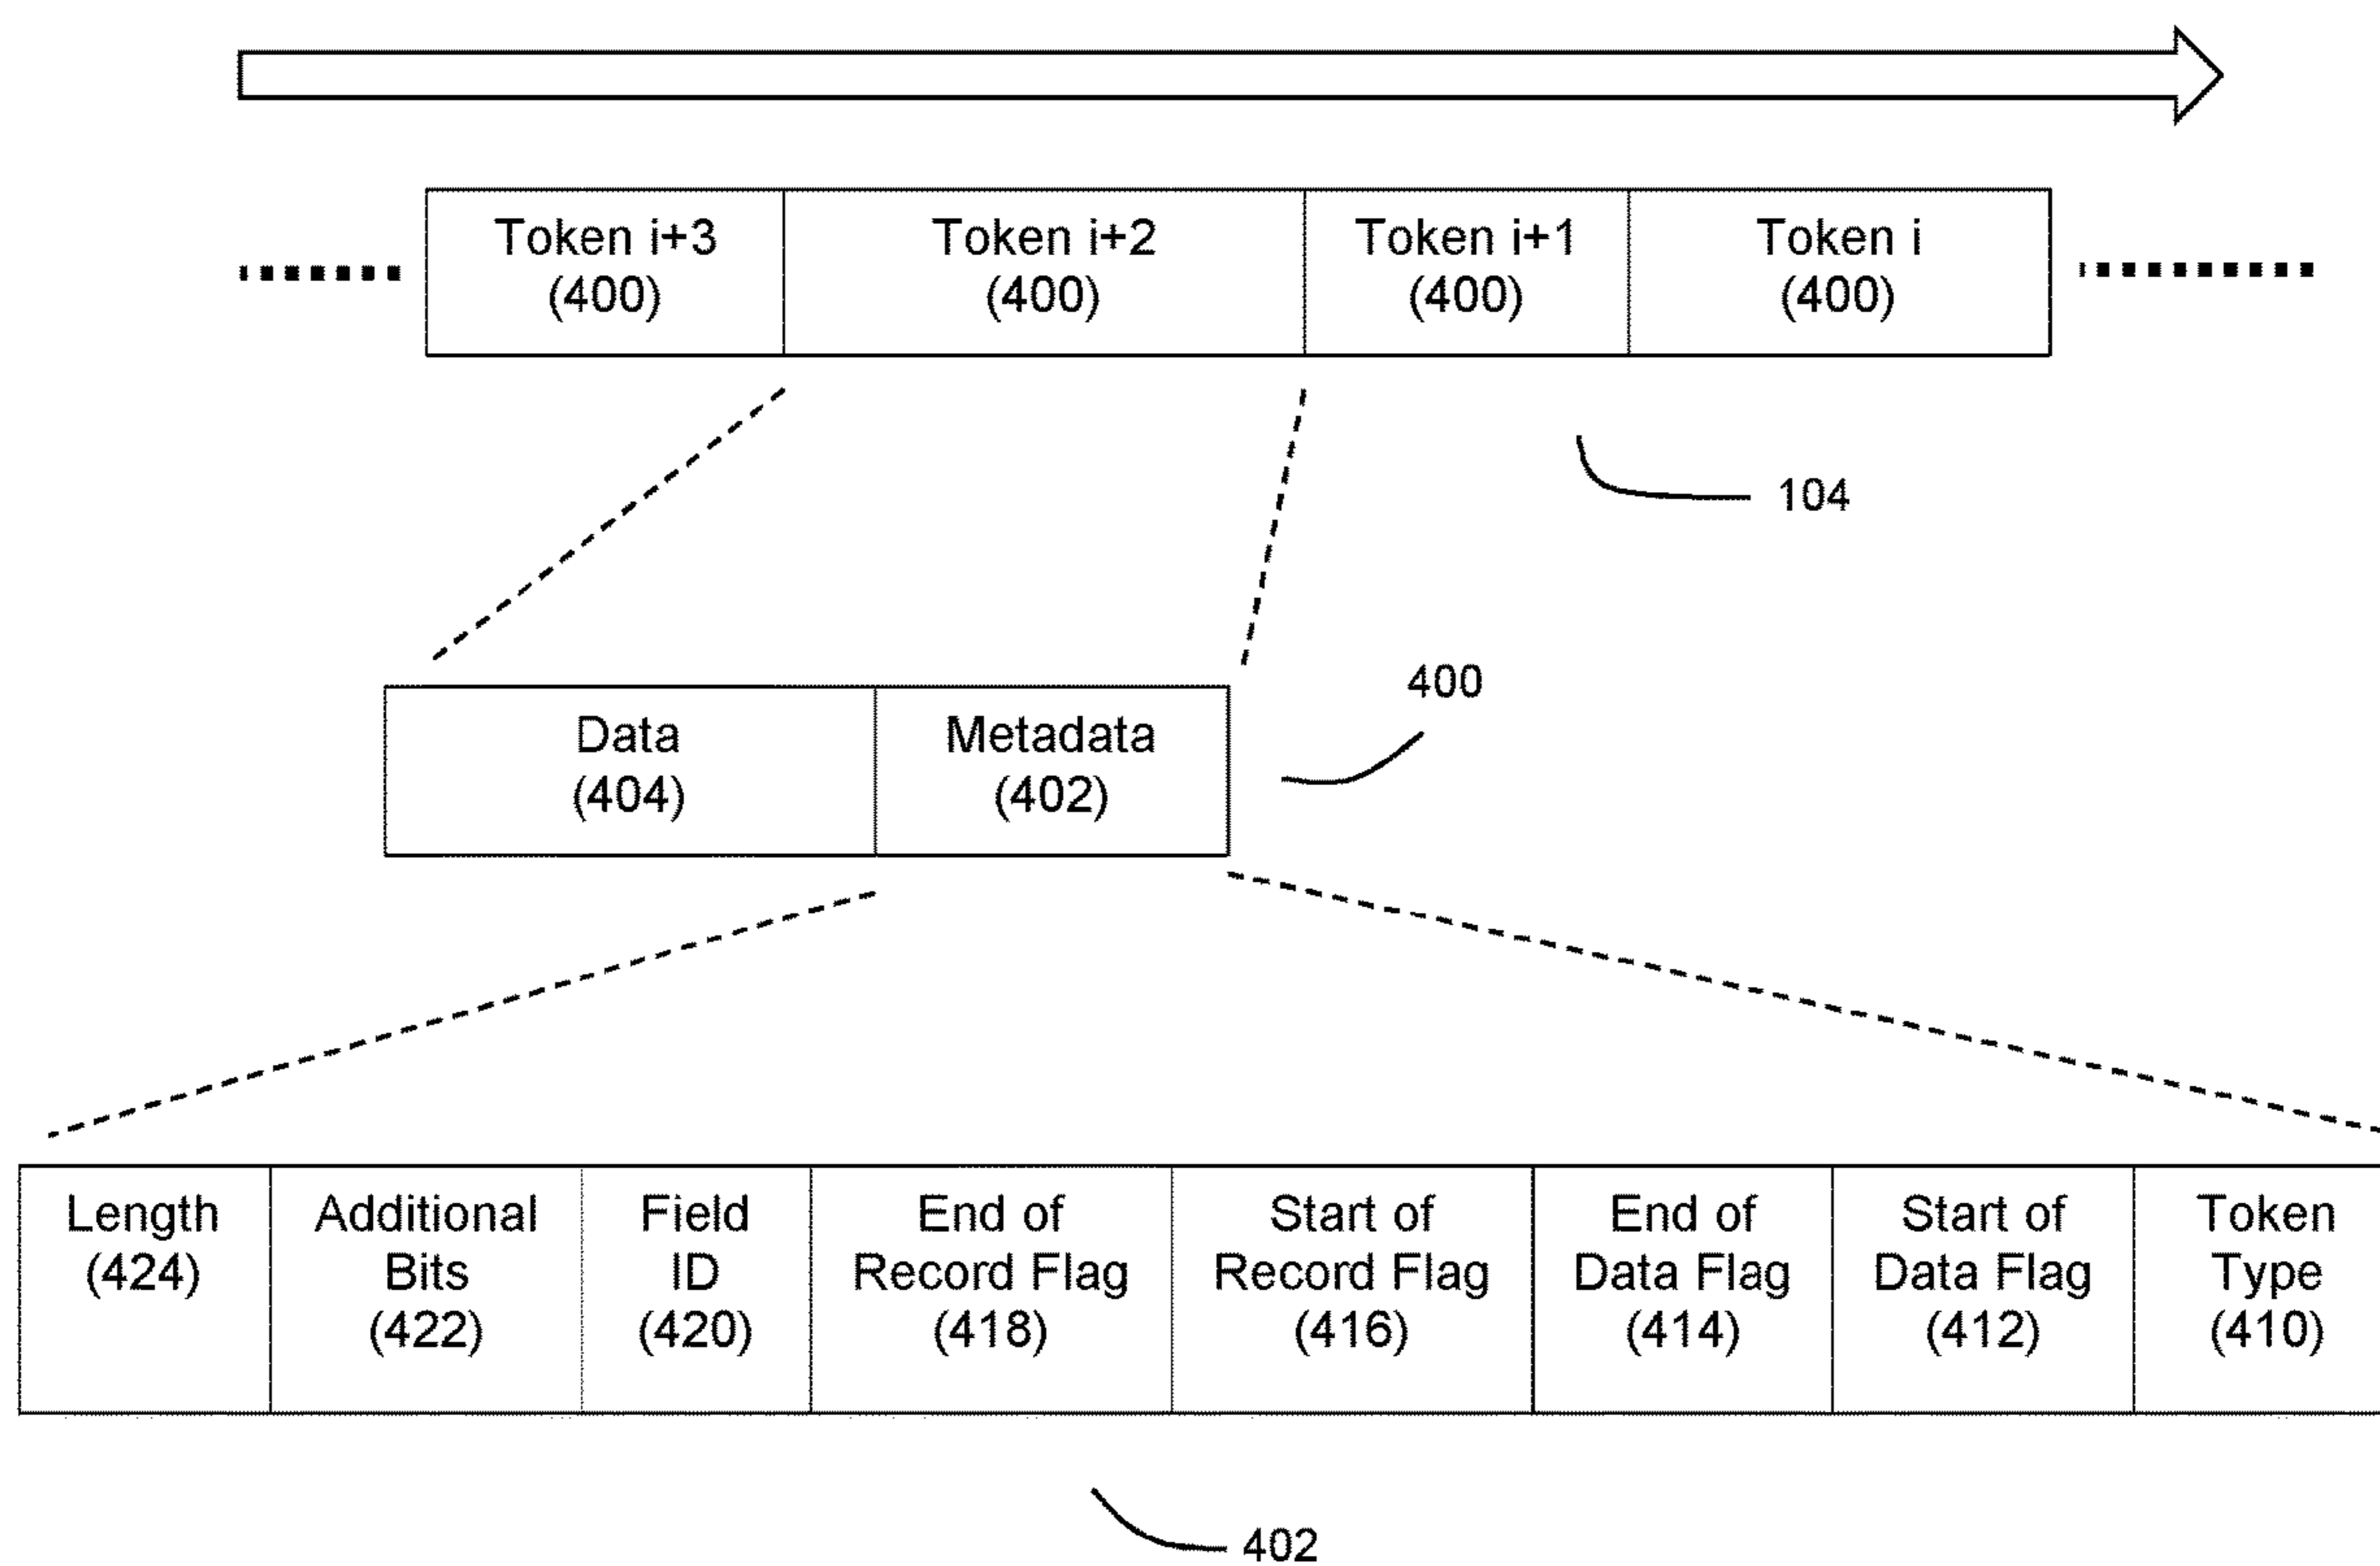 Token i+3
(400)
Token i+2
(400)
Token i+1
(400)
Token i
(400)
104
400
Data
(404)
Metadata
(402)
Length
(424)
Additional
Bits
(422)
Field
ID
(420)
End of
Record Flag
(418)
Start of
Record Flag
(416)
End of
Data Flag
(414)
Start of
Data Flag
(412)
Token
Type
(410)
402